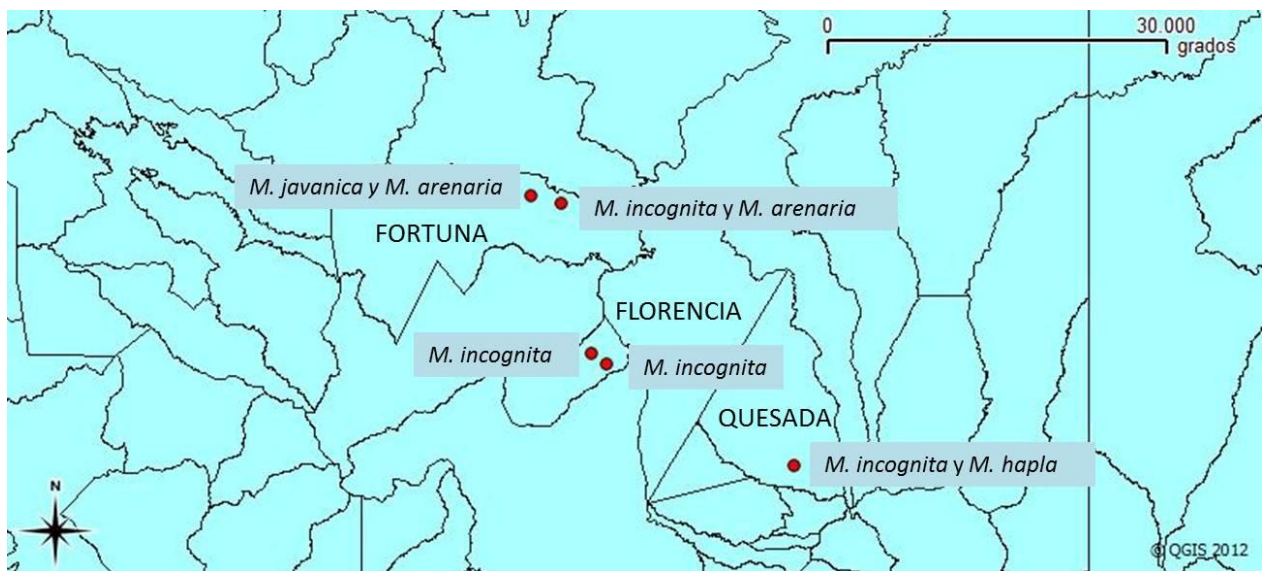 0 30.000
grados
M. javanica y M. arenaria
M. incognita y M. arenaria
FORTUNA
FLORENCIA
M. incognita
M. incognita
QUESADA
M. incognita y M. hapla
N
© QGIS 2012